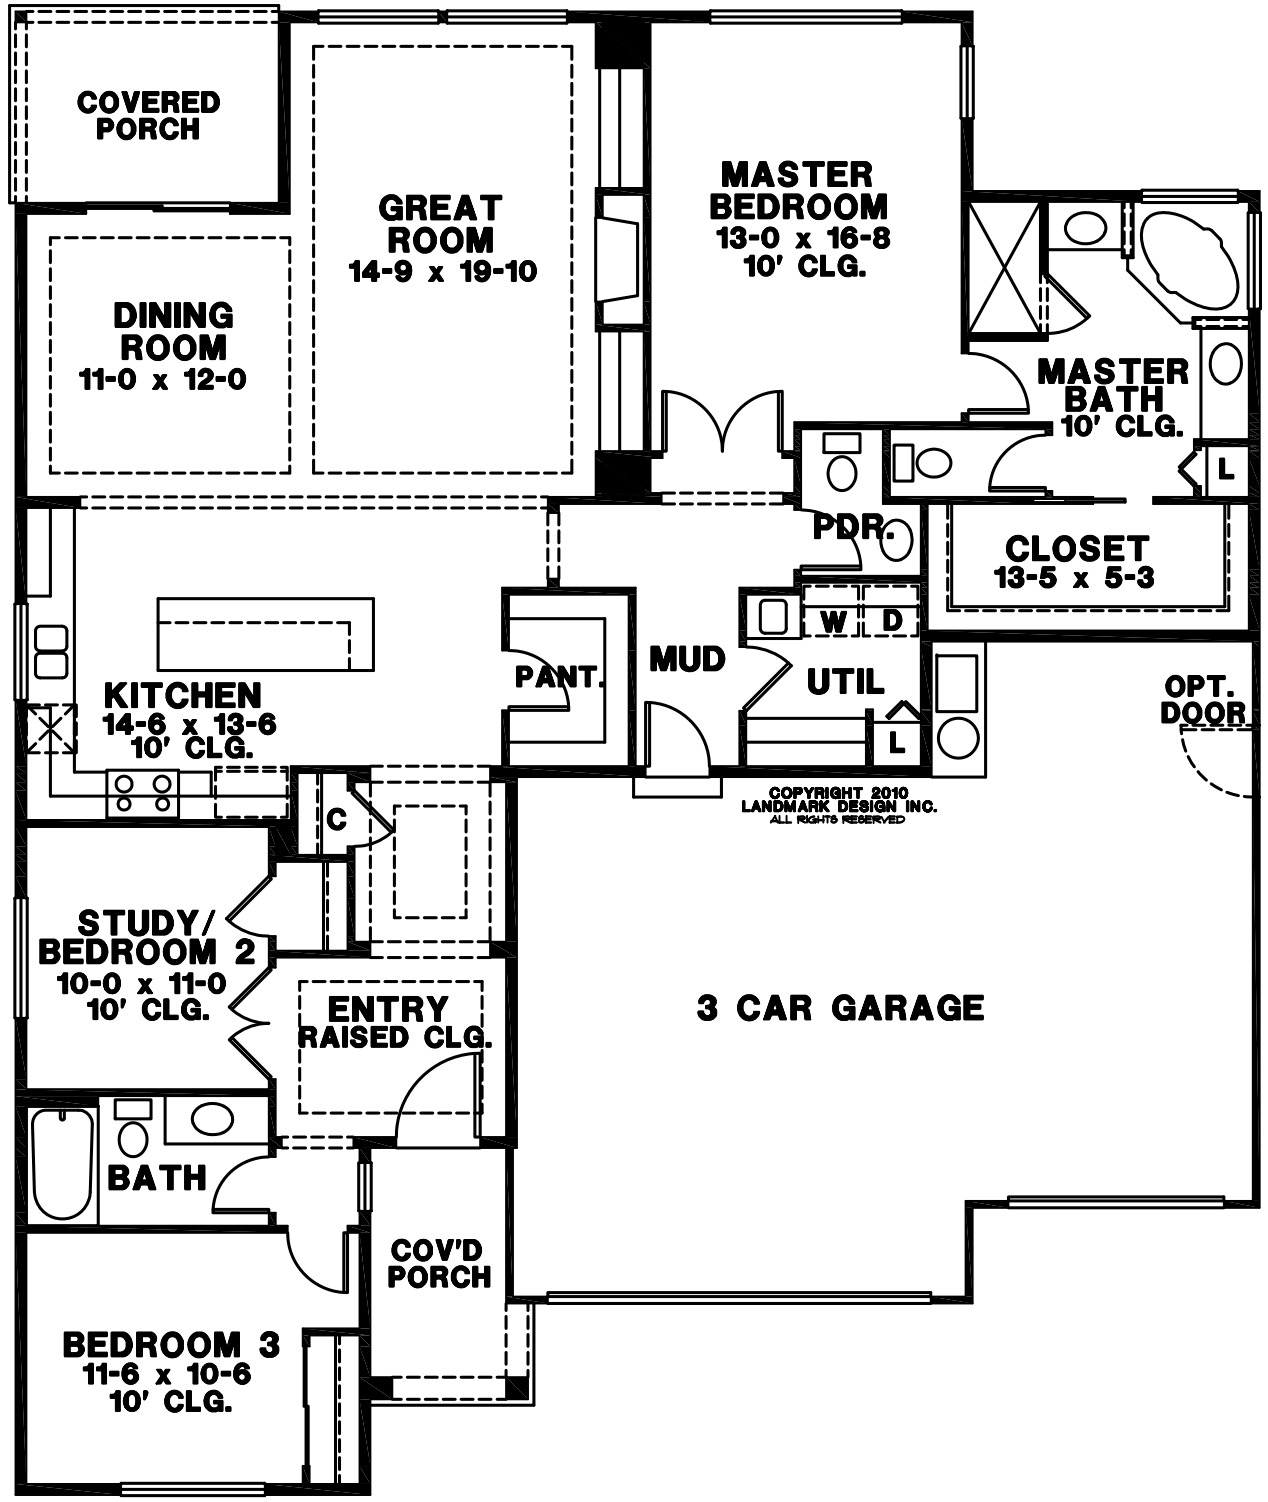 COVERED
PORCH
GREAT
ROOM
14-9 x 19-10
MASTER
BEDROOM
13-0 x 16-8
10' CLG.
DINING
ROOM
11-0 x 12-0
MASTER
BATH
10' CLG.
L
PDR.
CLOSET
13-5 x 5-3
W
D
MUD
UTIL
PANT.
KITCHEN
14-6 x 13-6
10' CLG.
OPT.
DOOR
L
COPYRIGHT 2010
LANDMARK DESIGN INC.
ALL RIGHTS RESERVED
C
STUDY/
BEDROOM 2
10-0 x 11-0
10' CLG.
ENTRY
RAISED CLG.
3 CAR GARAGE
BATH
COV'D
PORCH
BEDROOM 3
11-6 x 10-6
10' CLG.